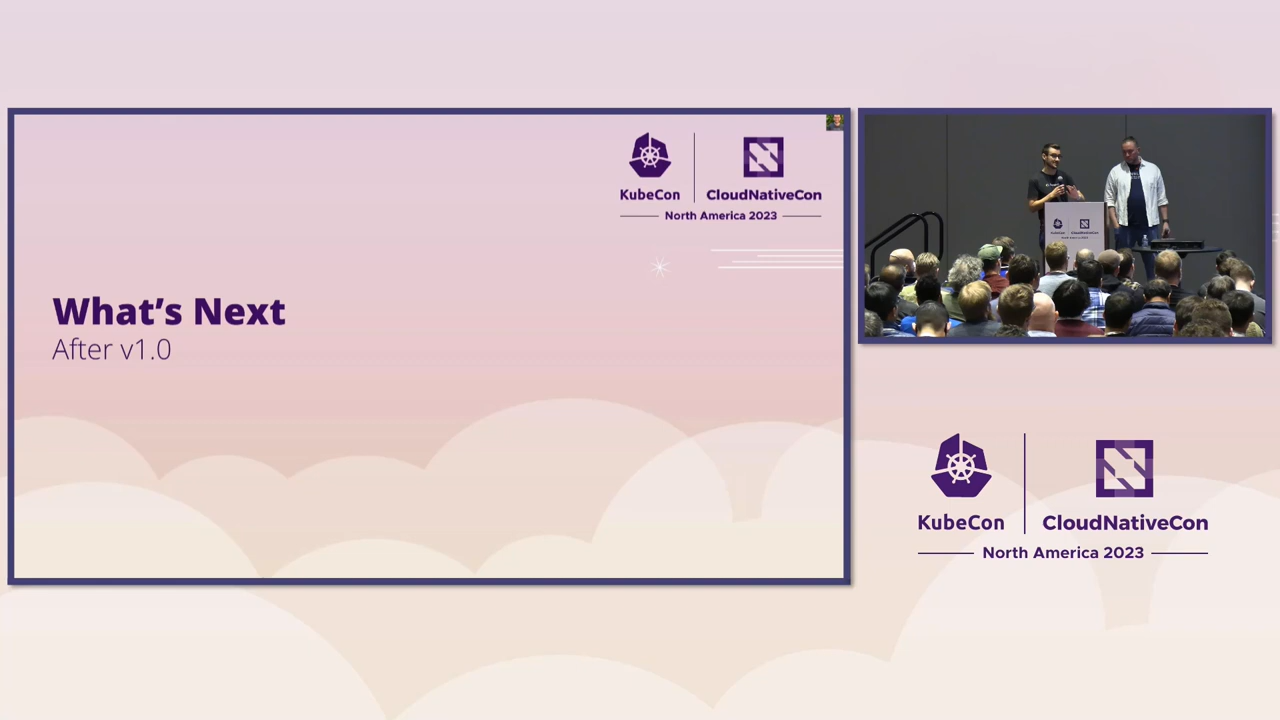 KubeCon
CloudNativeCon
North America 2023
What's Next
After v1.0
KubeCon
CloudNativeCon
North America 2023